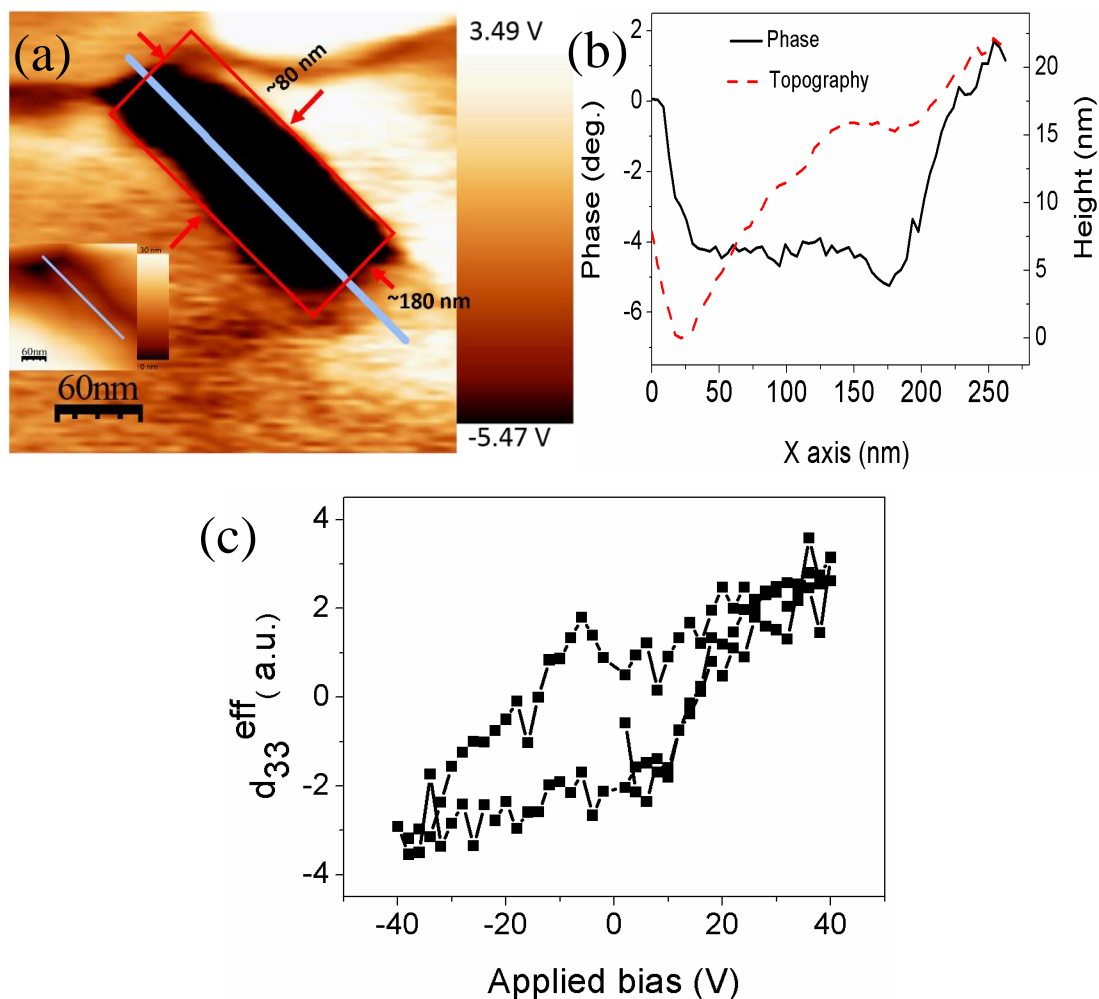 (a)
3.49 V
~80 nm
~180 nm
30 nm
60nm
0 nm
60nm
-5.47 V
(b)
Phase
Topography
Phase (deg.)
2
0
-2
-4
-6
Height (nm)
20
15
10
5
0
0 50 100 150 200 250
X axis (nm)
(c)
d33eff ( a.u.)
4
2
0
-2
-4
-40 -20 0 20 40
Applied bias (V)